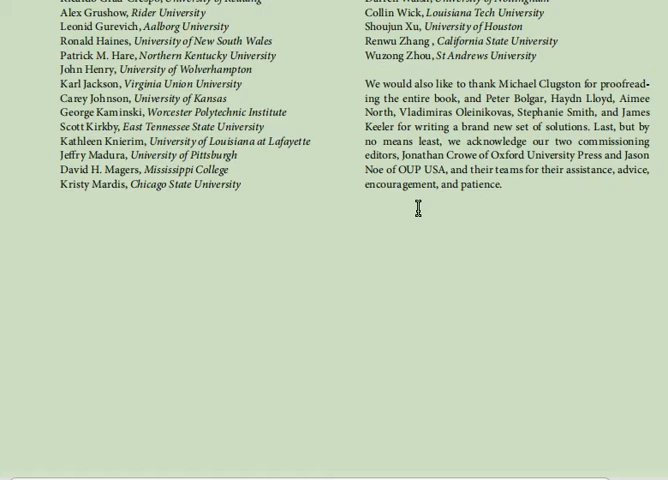 Alex Grushow, Rider University
Leonid Gurevich, Aalborg University
Ronald Haines, University of New South Wales
Patrick M. Hare, Northern Kentucky University
John Henry, University of Wolverhampton
Karl Jackson, Virginia Union University
Carey Johnson, University of Kansas
George Kaminski, Worcester Polytechnic Institute
Scott Kirkby, East Tennessee State University
Kathleen Knierim, University of Louisiana at Lafayette
Jeffry Madura, University of Pittsburgh
David H. Magers, Mississippi College
Kristy Mardis, Chicago State University
Collin Wick, Louisiana Tech University
Shoujun Xu, University of Houston
Renwu Zhang , California State University
Wuzong Zhou, St Andrews University
We would also like to thank Michael Clugston for proofread-
ing the entire book, and Peter Bolgar, Haydn Lloyd, Aimee
North, Vladimiras Oleinikovas, Stephanie Smith, and James
Keeler for writing a brand new set of solutions. Last, but by
no means least, we acknowledge our two commissioning
editors, Jonathan Crowe of Oxford University Press and Jason
Noe of OUP USA, and their teams for their assistance, advice,
encouragement, and patience.